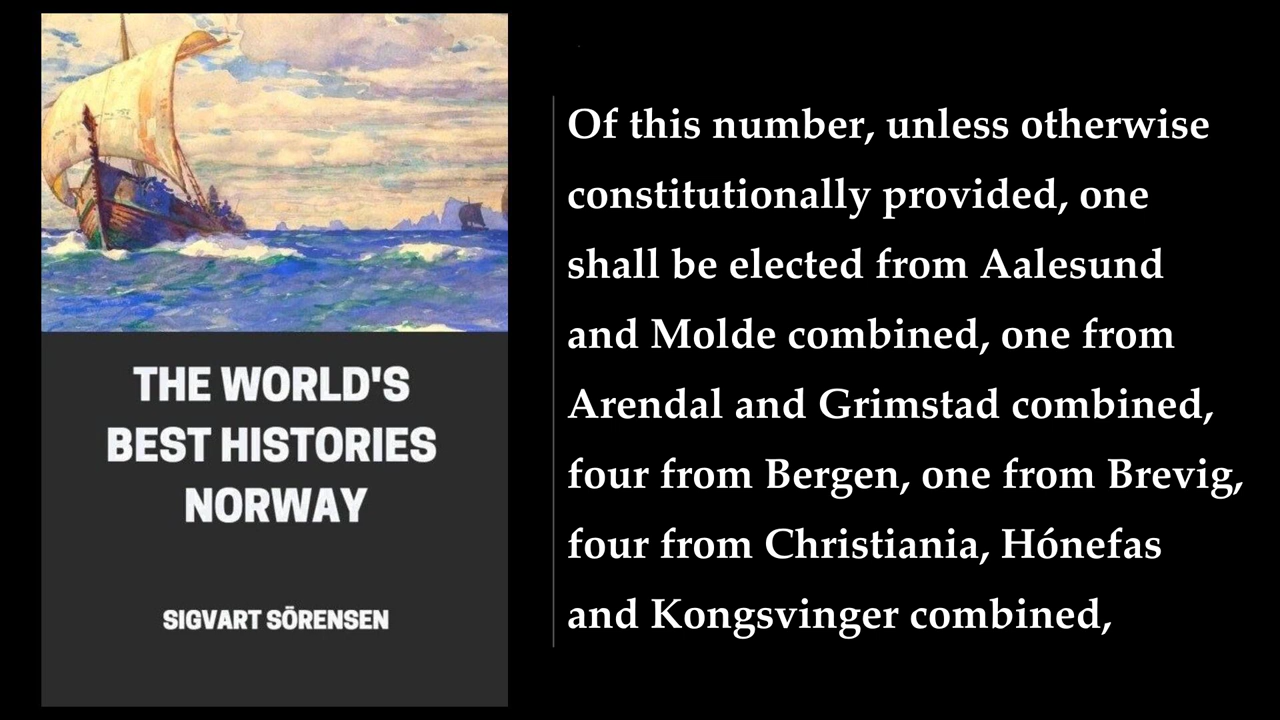 THE WORLD'S
BEST HISTORIES
NORWAY
SIGVART SÖRENSEN
Of this number, unless otherwise
constitutionally provided, one
shall be elected from Aalesund
and Molde combined, one from
Arendal and Grimstad combined,
four from Bergen, one from Brevig,
four from Christiania, Hónefas
and Kongsvinger combined,